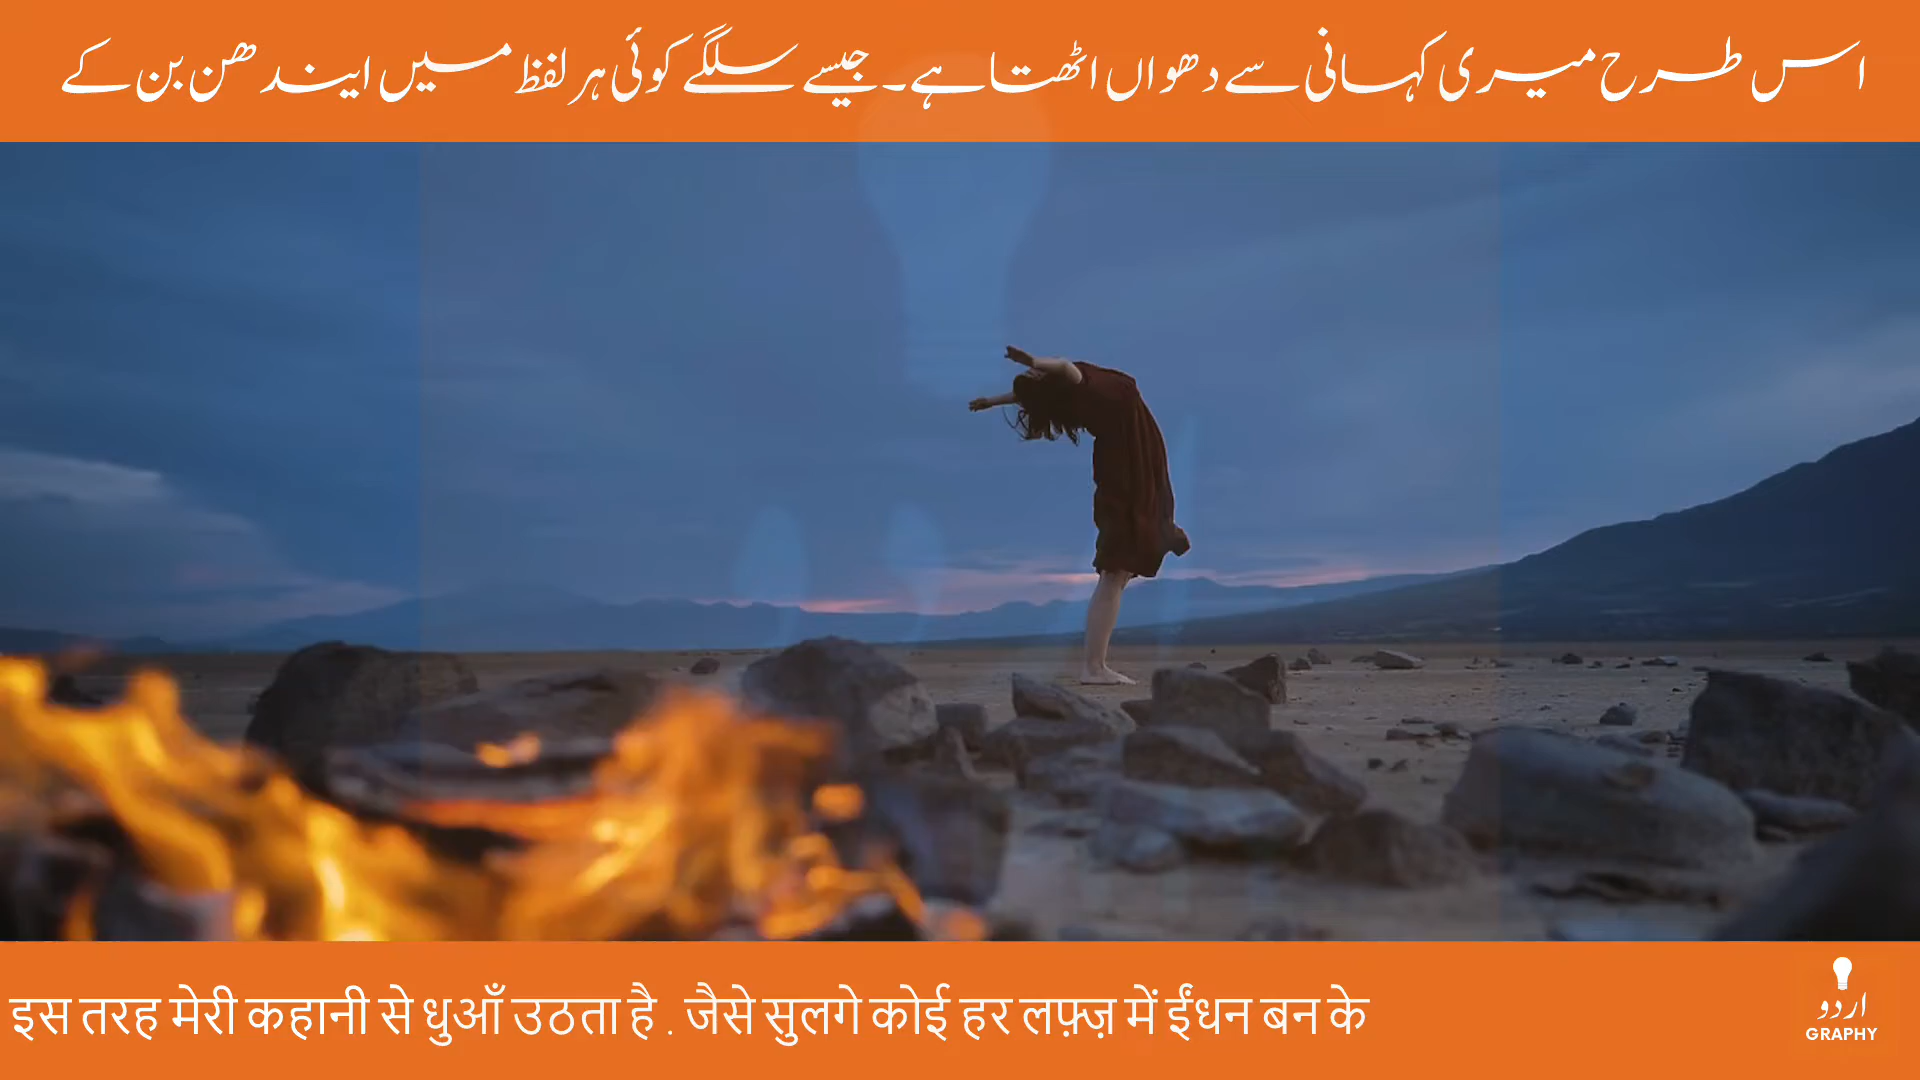 اس طرح میری کہانی سے دھواں اٹھتا ہے۔ جیسے سلگے کوئی ہر لفظ میں ایندھن بن کے
इस तरह मेरी कहानी से धुआँ उठता है . जैसे सुलगे कोई हर लफ़्ज़ में ईंधन बन के
اردو
GRAPHY